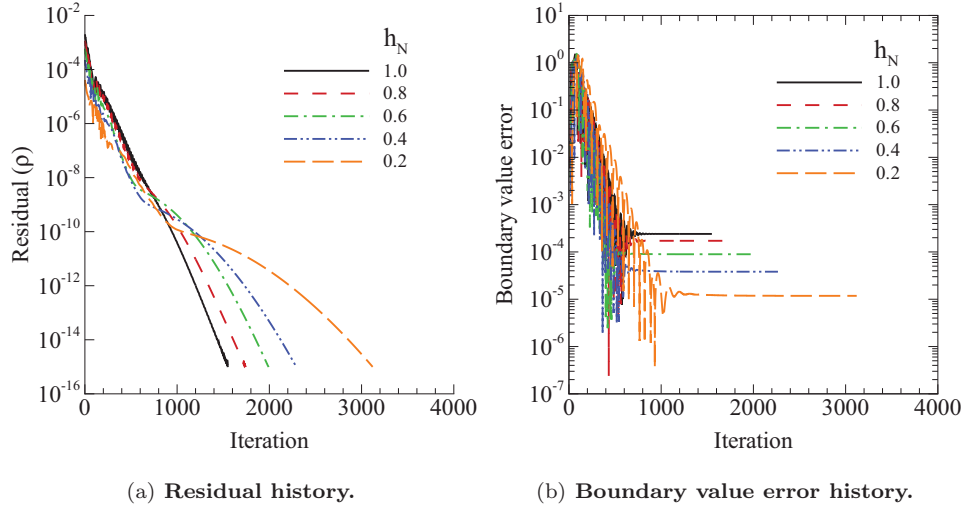 10^-2
10^-4
10^-6
10^-8
10^-10
10^-12
10^-14
10^-16
Residual (ρ)
0 1000 2000 3000 4000
Iteration
h_N
1.0
0.8
0.6
0.4
0.2
(a) Residual history.
10^1
10^0
10^-1
10^-2
10^-3
10^-4
10^-5
10^-6
10^-7
Boundary value error
0 1000 2000 3000 4000
Iteration
h_N
1.0
0.8
0.6
0.4
0.2
(b) Boundary value error history.